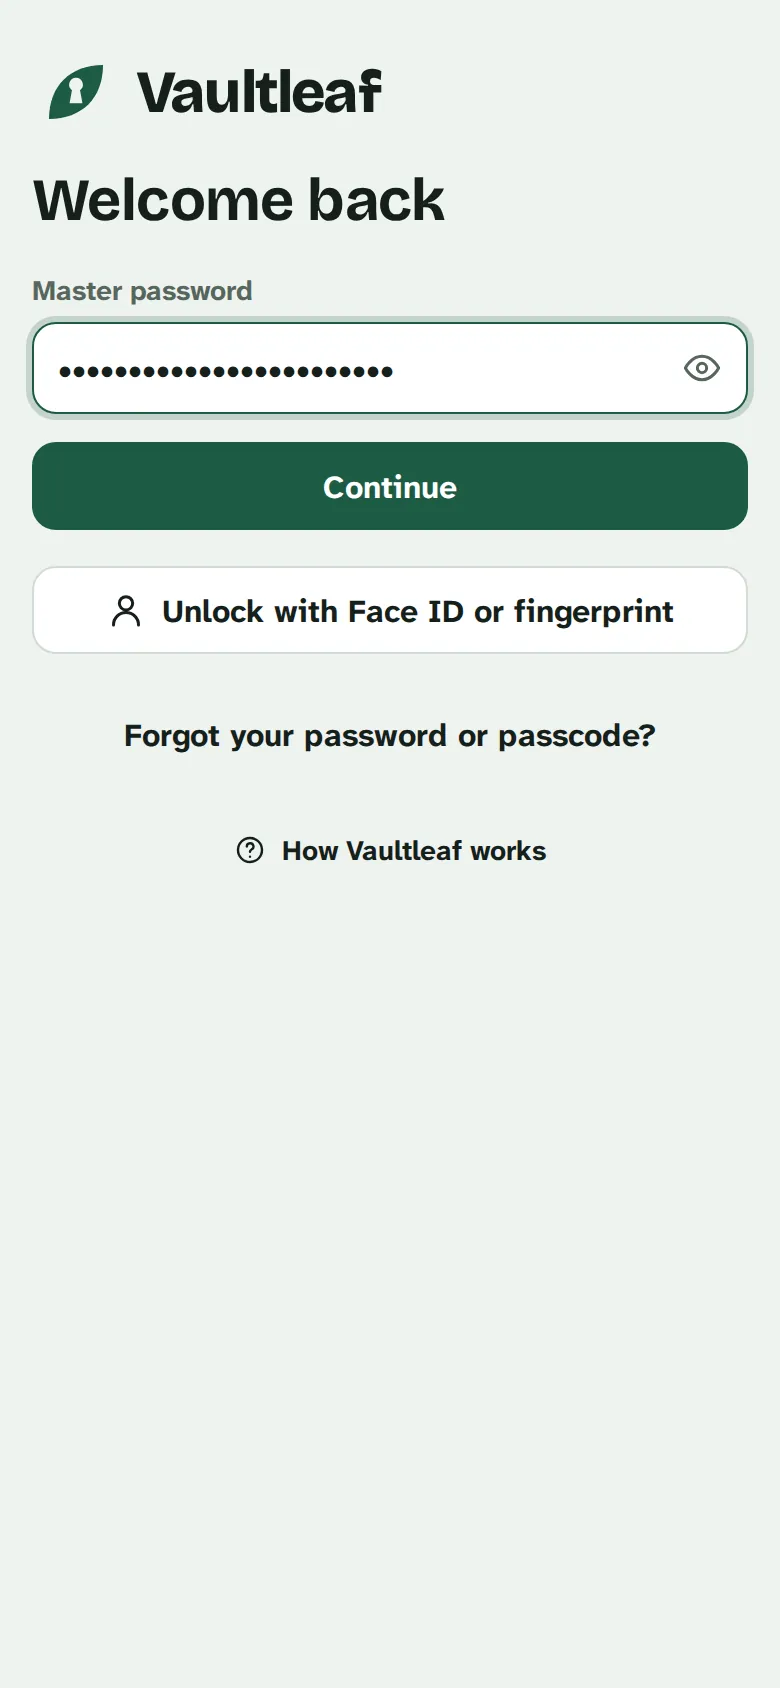 Vaultleaf
Welcome back
Master password
••••••••••••••••••••••••
Continue
Unlock with Face ID or fingerprint
Forgot your password or passcode?
How Vaultleaf works